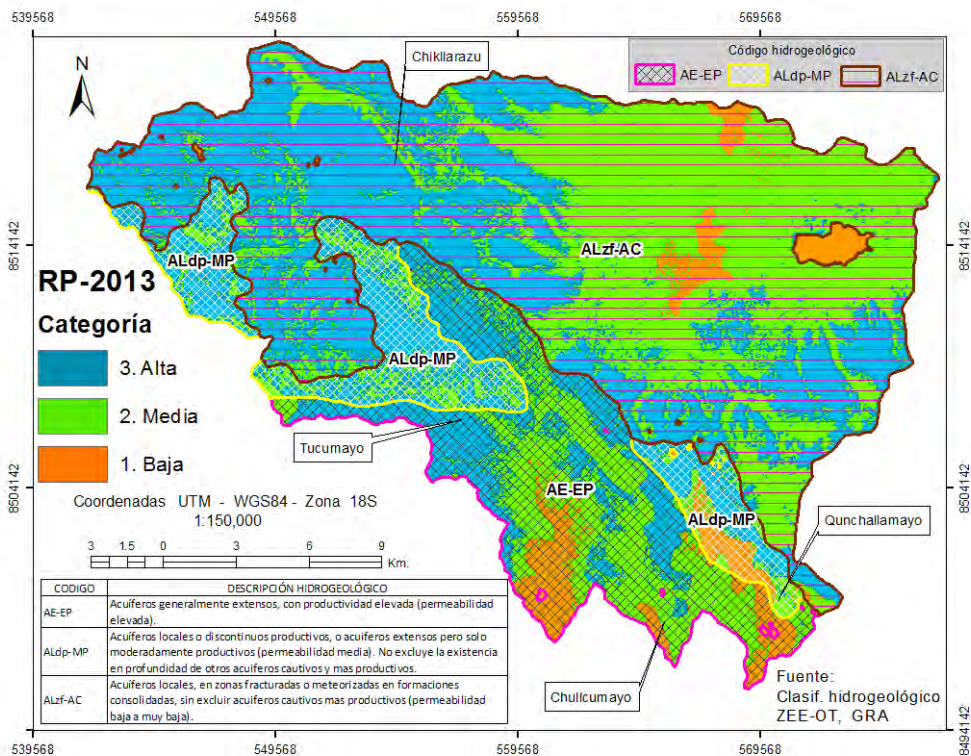 539568 549568 559568 569568
Código hidrogeológico
AE-EP ALdp-MP ALzf-AC
N
Chikllarazu
8514142
8514142
ALzf-AC
ALdp-MP
RP-2013
Categoría
3. Alta
2. Media
1. Baja
ALdp-MP
Tucumayo
AE-EP
ALdp-MP
Qunchallamayo
8504142
8504142
Coordenadas UTM - WGS84 - Zona 18S
1:150,000
3 1.5 0 3 6 9
Km.
CODIGO DESCRIPCIÓN HIDROGEOLÓGICO
AE-EP Acuíferos generalmente extensos, con productividad elevada (permeabilidad
elevada).
ALdp-MP Acuíferos locales o discontinuos productivos, o acuiferos extensos pero solo
moderadamente productivos (permeabilidad media). No excluye la existencia
en profundidad de otros acuiferos cautivos y mas productivos.
ALzf-AC Acuíferos locales, en zonas fracturadas o meteorizadas en formaciones
consolidadas, sin excluir acuiferos cautivos mas productivos (permeabilidad
baja a muy baja).
Chullcumayo
Fuente:
Clasif. hidrogeológico
ZEE-OT, GRA
8494142
539568 549568 559568 569568